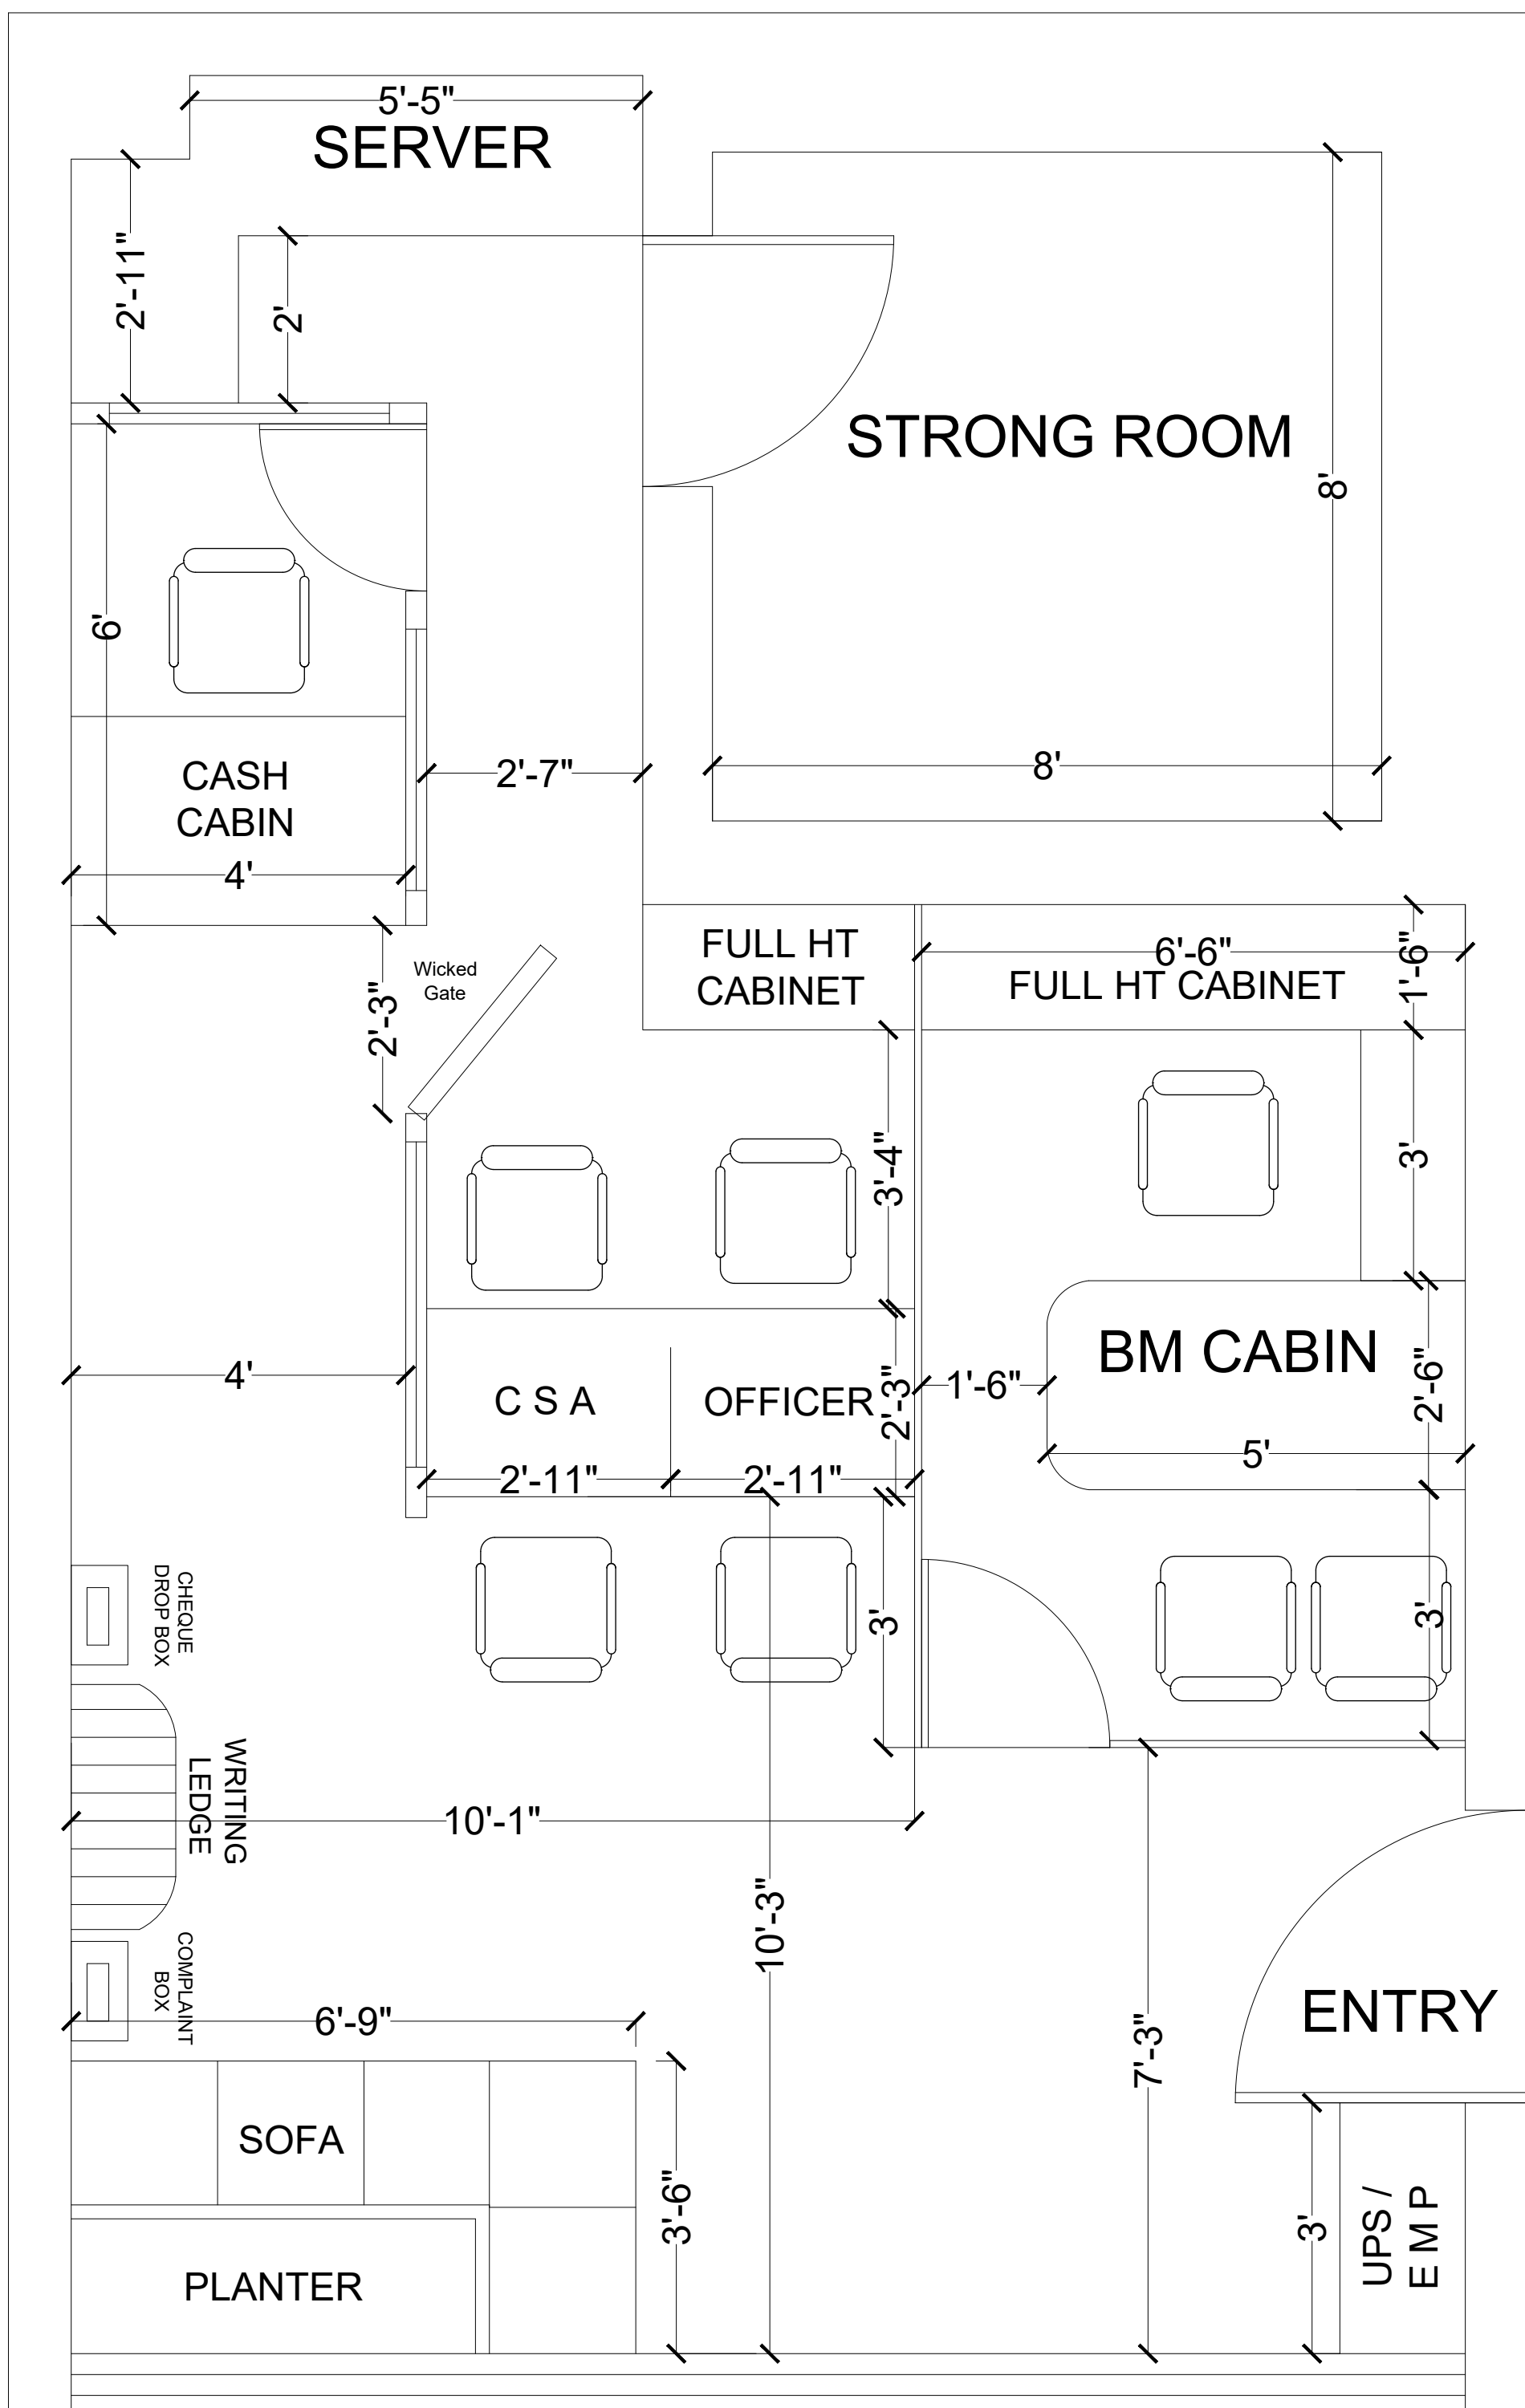 5'-5"
SERVER
2'-11"
2'
STRONG ROOM
8'
6'
8'
2'-7"
CASH
CABIN
4'
FULL HT
CABINET
6'-6"
FULL HT CABINET
1'-6"
Wicked
Gate
2'-3"
3'-4"
3'
BM CABIN
4'
C S A
OFFICER
2'-3"
1'-6"
2'-6"
5'
2'-11"
2'-11"
CHEQUE
DROP BOX
3'
3'
WRITING
LEDGE
10'-1"
10'-3"
COMPLAINT
BOX
6'-9"
7'-3"
ENTRY
SOFA
3'-6"
3'
UPS /
E M P
PLANTER